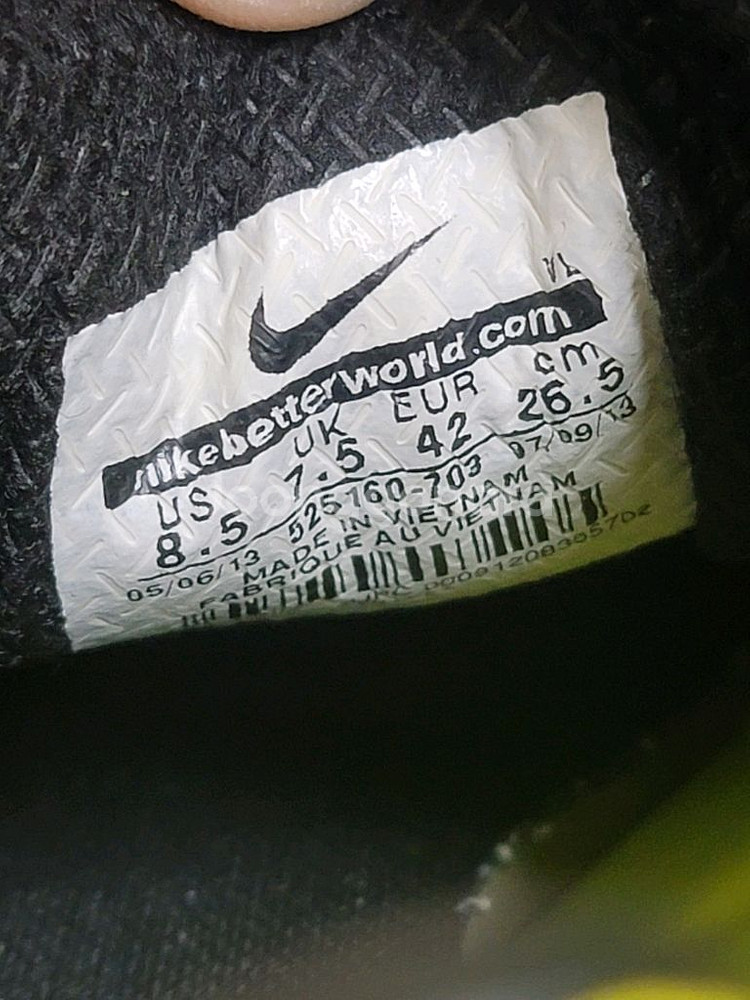 VL
nikebetterworld.com
US UK EUR cm
8.5 7.5 42 26.5
05/06/13 525160 703 07/09/13
MADE IN VIETNAM
FABRIQUE AU VIETNAM